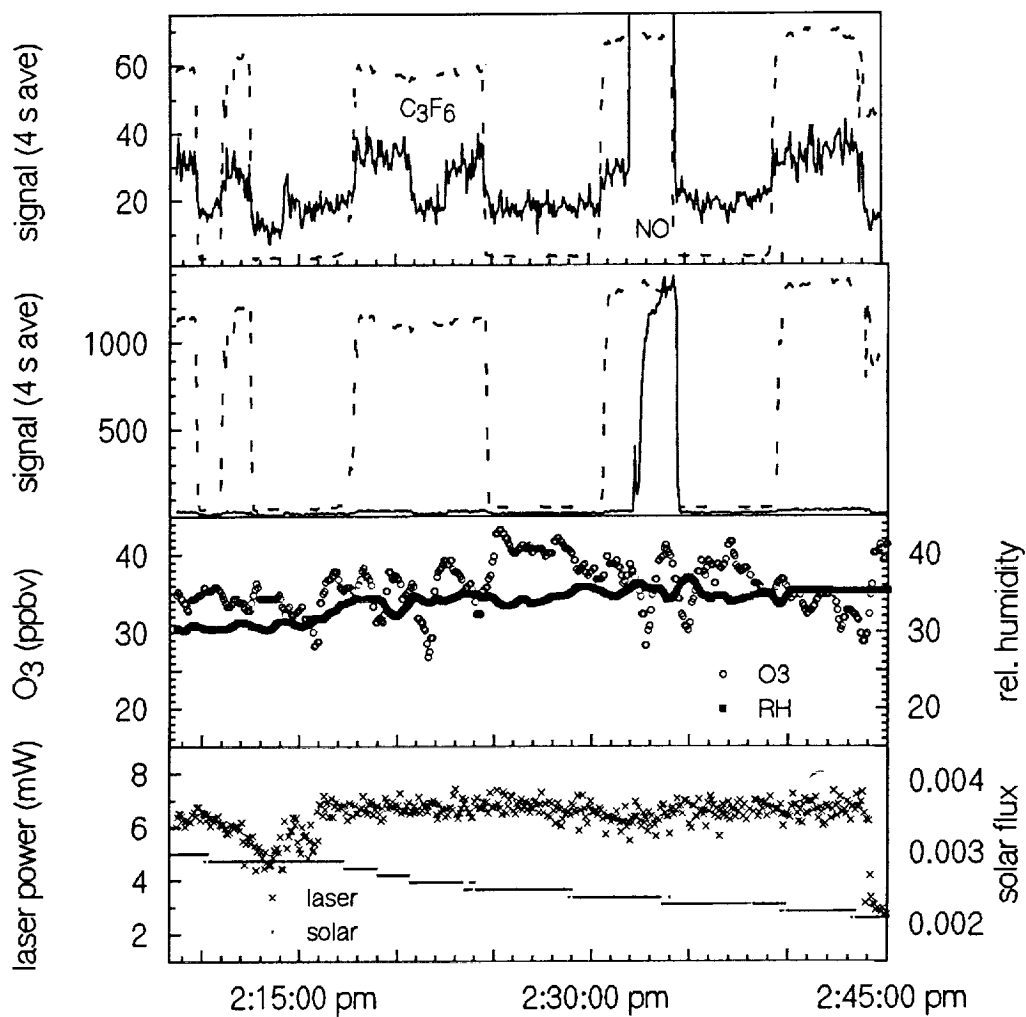 signal (4 s ave)
60
40
20
C3F6
NO
signal (4 s ave)
1000
500
O3 (ppbv)
40
30
20
40
30
20
rel. humidity
O3
RH
laser power (mW)
8
6
4
2
0.004
0.003
0.002
solar flux
laser
solar
2:15:00 pm
2:30:00 pm
2:45:00 pm